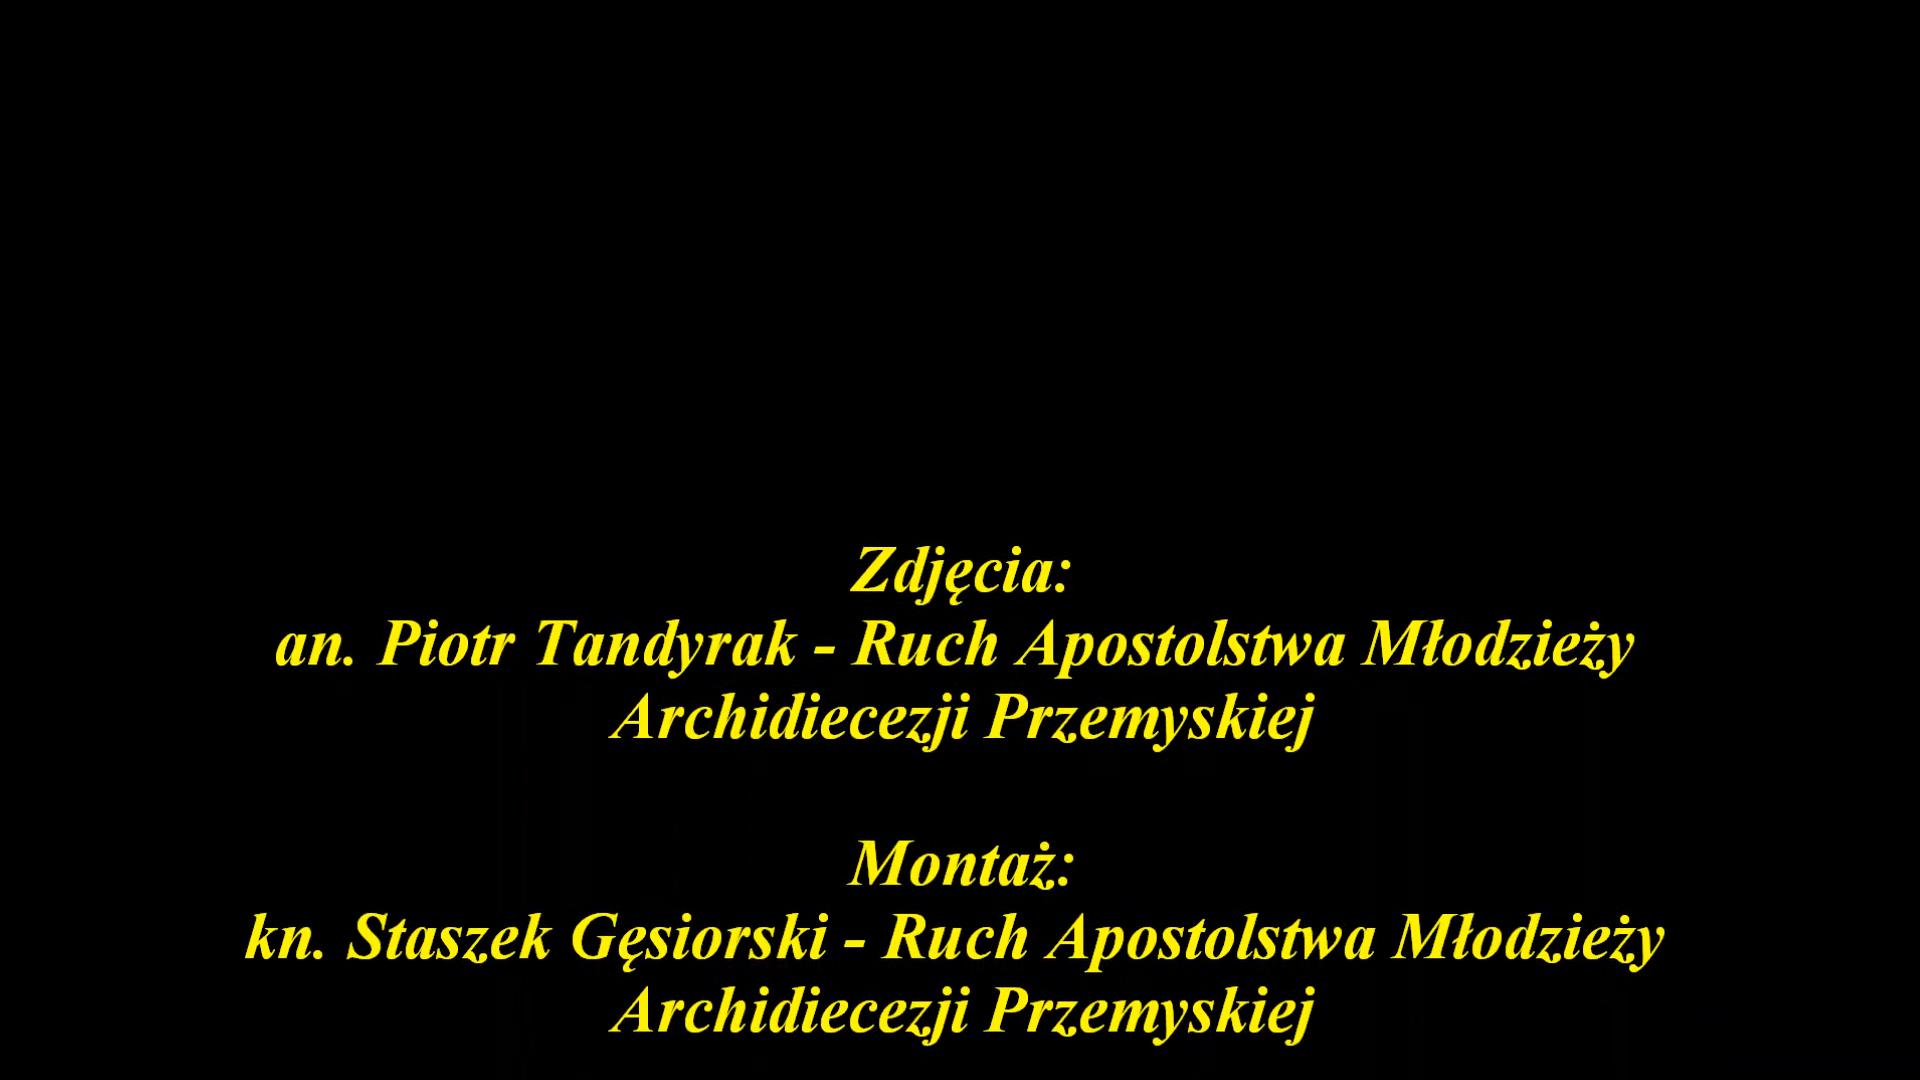 Zdjęcia:
an. Piotr Tandyrak - Ruch Apostolstwa Młodzieży
Archidiecezji Przemyskiej
Montaż:
kn. Staszek Gęsiorski - Ruch Apostolstwa Młodzieży
Archidiecezji Przemyskiej